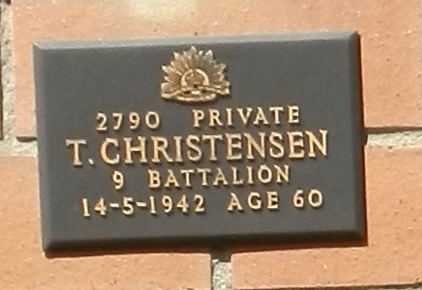 2790 PRIVATE
T. CHRISTENSEN
9 BATTALION
14-5-1942 AGE 60